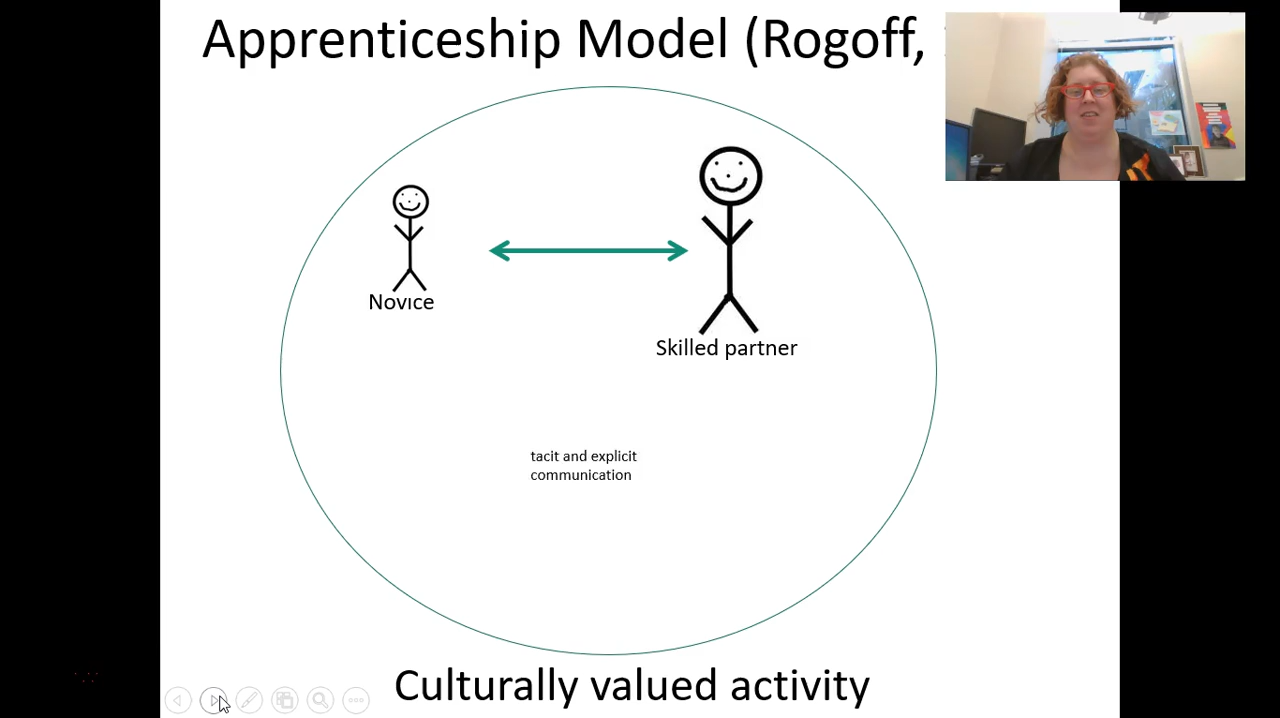 Apprenticeship Model (Rogoff,
Novice
Skilled partner
tacit and explicit
communication
Culturally valued activity